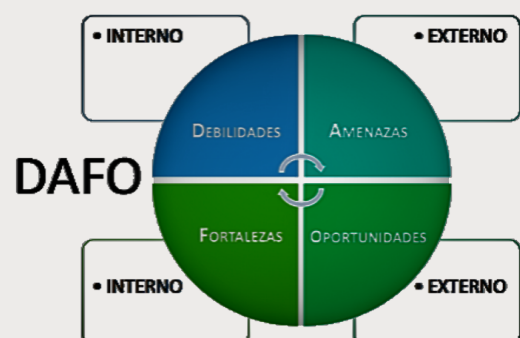 • INTERNO
• EXTERNO
DEBILIDADES
AMENAZAS
DAFO
FORTALEZAS
OPORTUNIDADES
• INTERNO
• EXTERNO